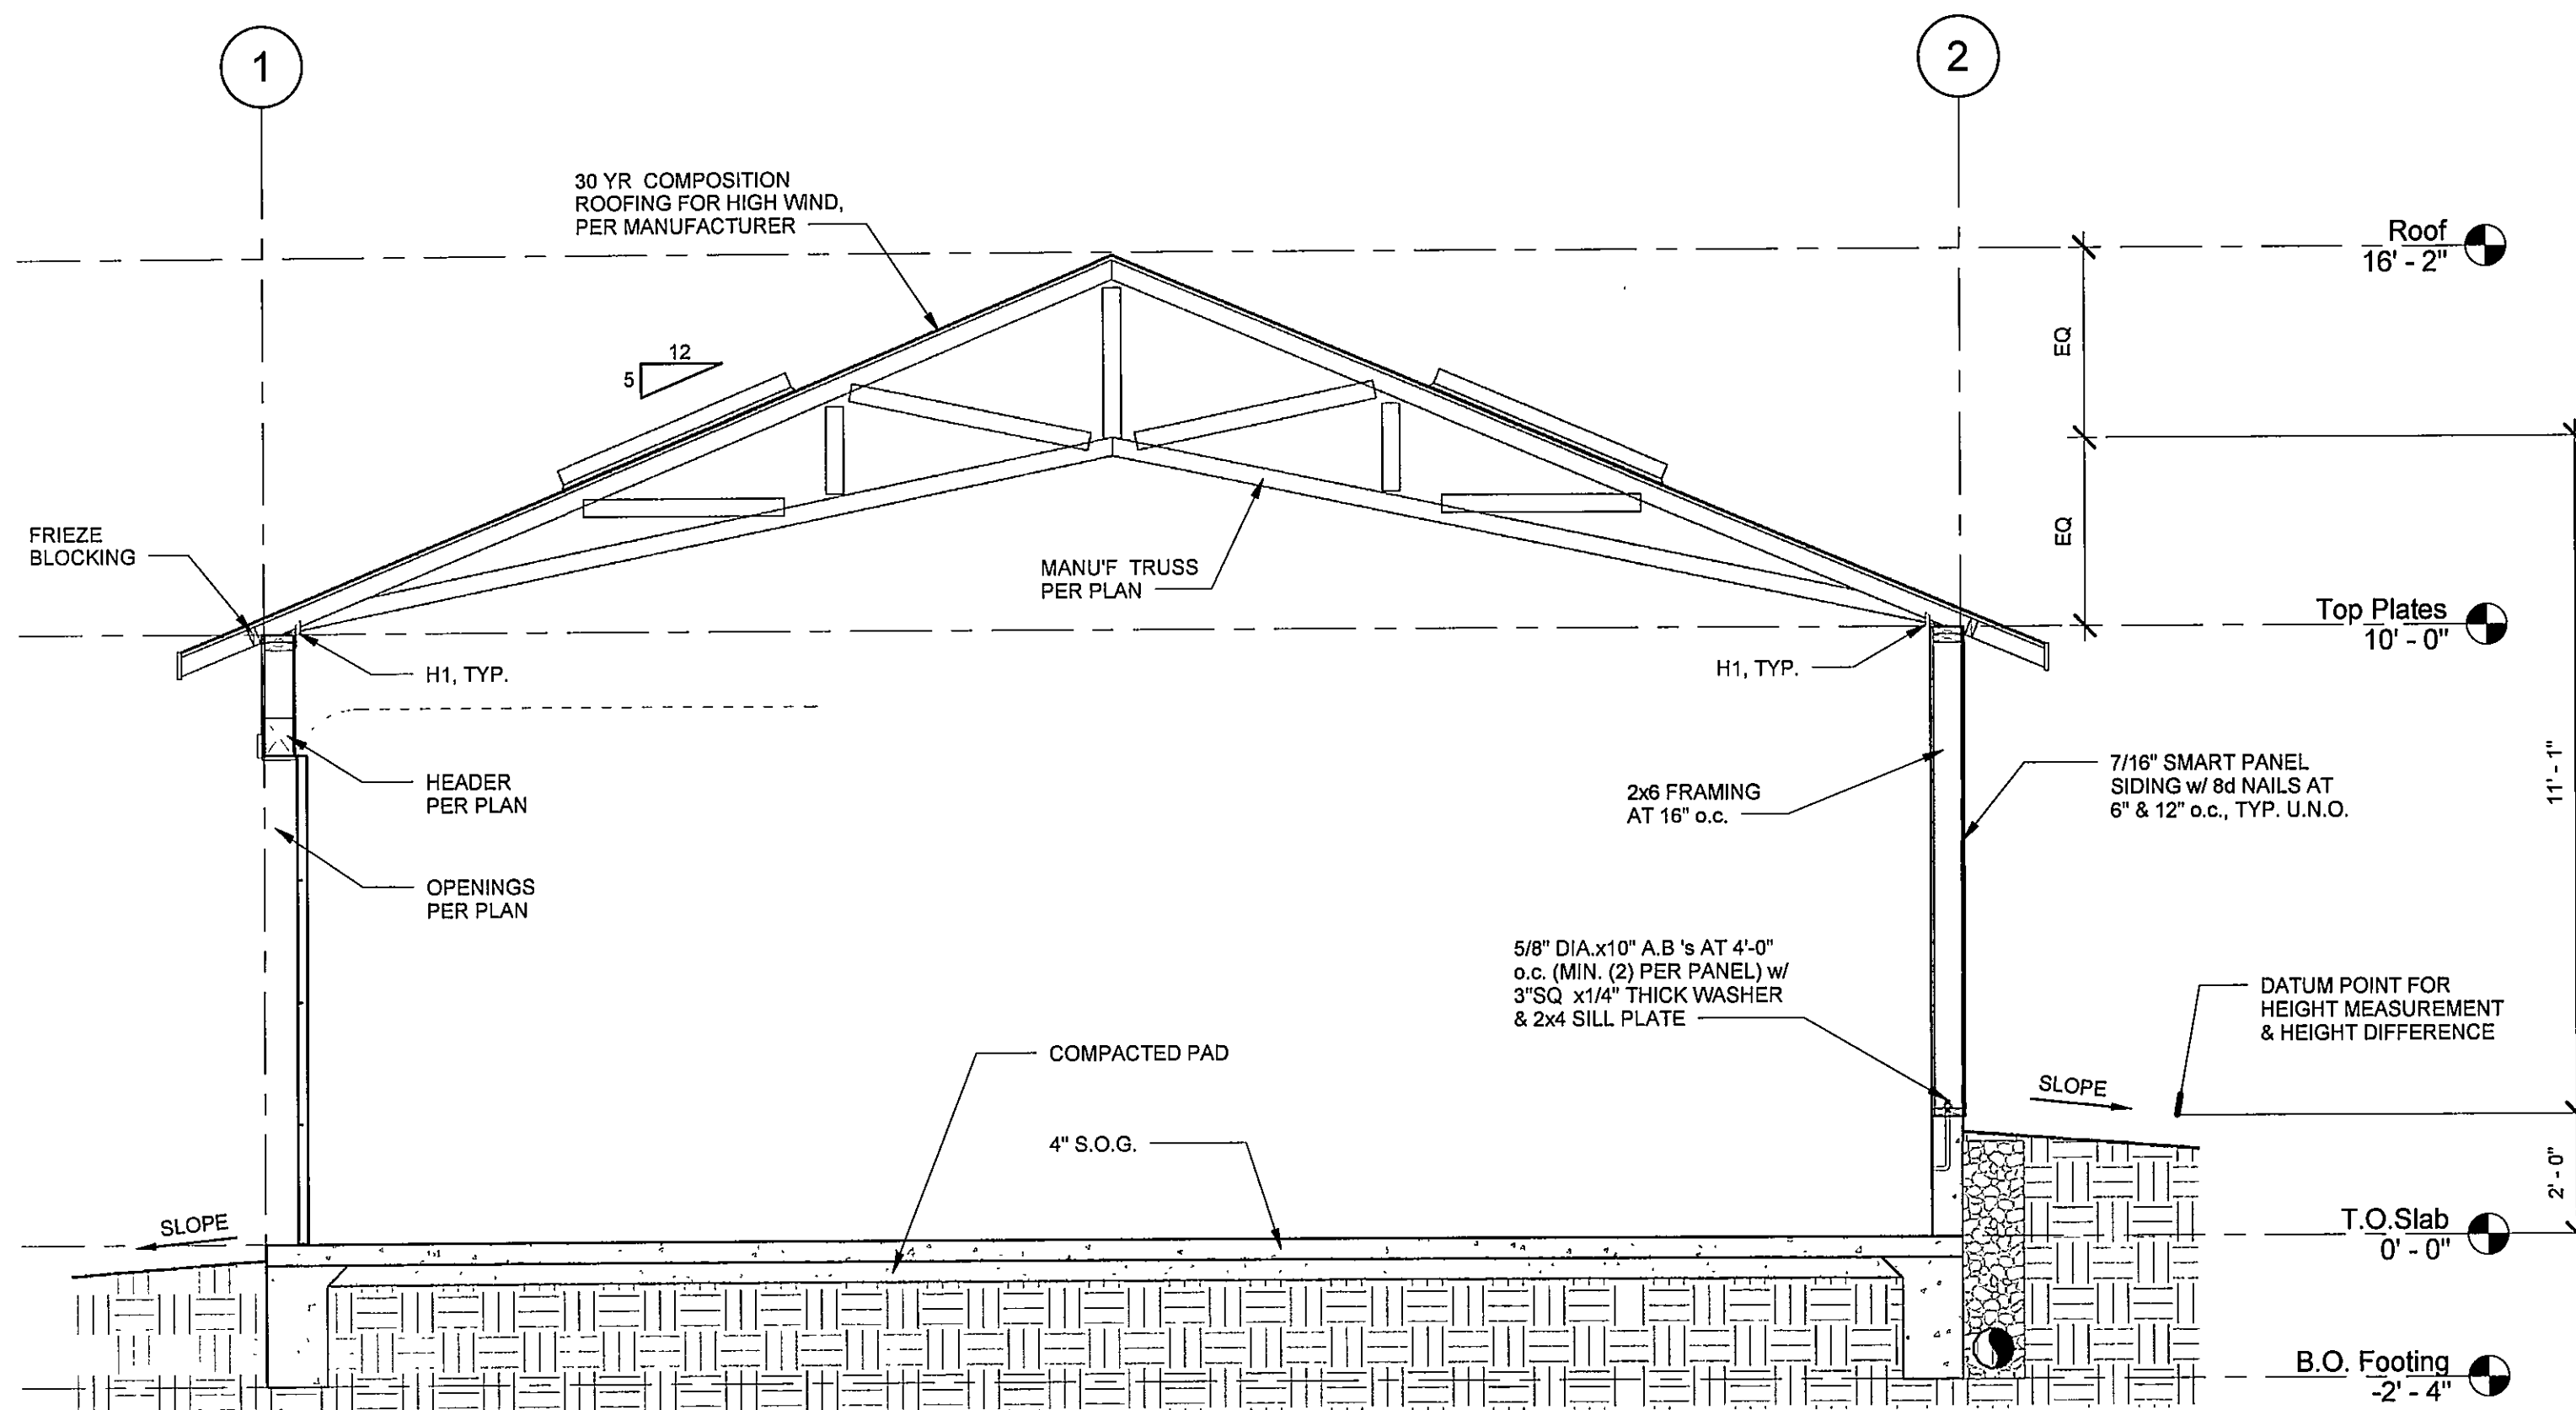 1
2
30 YR COMPOSITION
ROOFING FOR HIGH WIND,
PER MANUFACTURER
Roof
16' - 2"
12
5
EQ
EQ
FRIEZE
BLOCKING
MANU'F TRUSS
PER PLAN
Top Plates
10' - 0"
H1, TYP.
H1, TYP.
HEADER
PER PLAN
2x6 FRAMING
AT 16" o.c.
7/16" SMART PANEL
SIDING w/ 8d NAILS AT
6" & 12" o.c., TYP. U.N.O.
11' - 1"
OPENINGS
PER PLAN
5/8" DIA.x10" A.B 's AT 4'-0"
o.c. (MIN. (2) PER PANEL) w/
3"SQ x1/4" THICK WASHER
& 2x4 SILL PLATE
DATUM POINT FOR
HEIGHT MEASUREMENT
& HEIGHT DIFFERENCE
COMPACTED PAD
SLOPE
4" S.O.G.
2' - 0"
SLOPE
T.O.Slab
0' - 0"
B.O. Footing
-2' - 4"